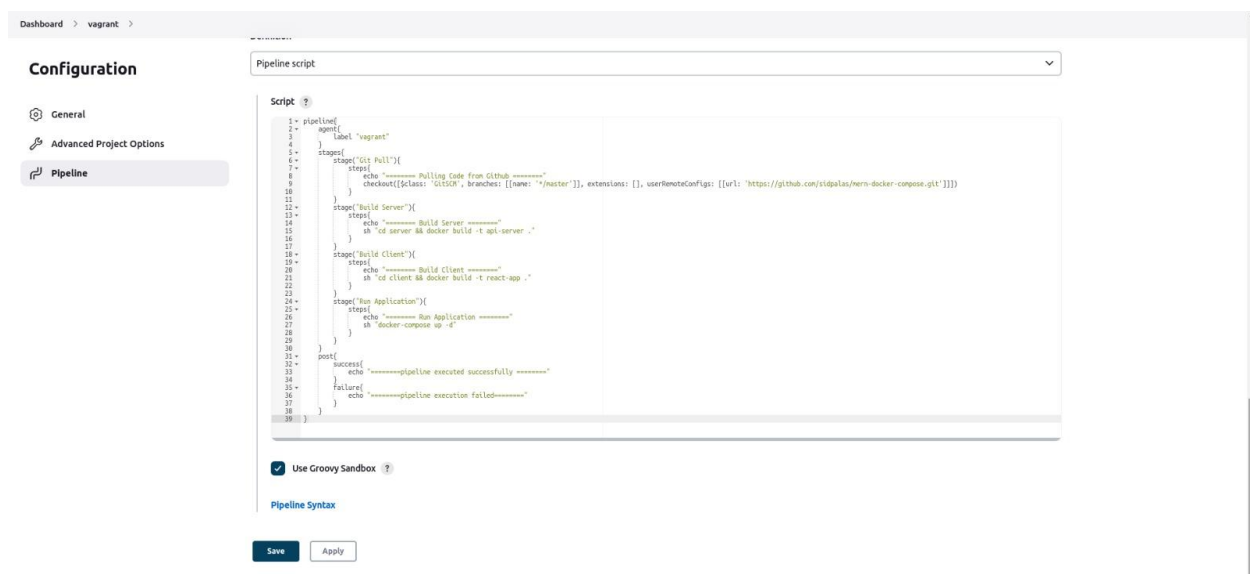 Dashboard > vagrant >
Configuration
General
Advanced Project Options
Pipeline
Definition
Pipeline script
Script ?
1 pipeline{
2 agent{
3 label "vagrant"
4 }
5 stages{
6 stage("Git Pull"){
7 steps{
8 echo "======== Pulling Code from Github ========"
9 checkout([$class: 'GitSCM', branches: [[name: '*/master']], extensions: [], userRemoteConfigs: [[url: 'https://github.com/sidpalas/mern-docker-compose.git']]])
10 }
11 }
12 stage("Build Server"){
13 steps{
14 echo "======== Build Server ========"
15 sh "cd server && docker build -t api-server ."
16 }
17 }
18 stage("Build Client"){
19 steps{
20 echo "======== Build Client ========"
21 sh "cd client && docker build -t react-app ."
22 }
23 }
24 stage("Run Application"){
25 steps{
26 echo "======== Run Application ========"
27 sh "docker-compose up -d"
28 }
29 }
30 }
31 post{
32 success{
33 echo "========pipeline executed successfully ========"
34 }
35 failure{
36 echo "========pipeline execution failed========"
37 }
38 }
39 }
Use Groovy Sandbox ?
Pipeline Syntax
Save
Apply